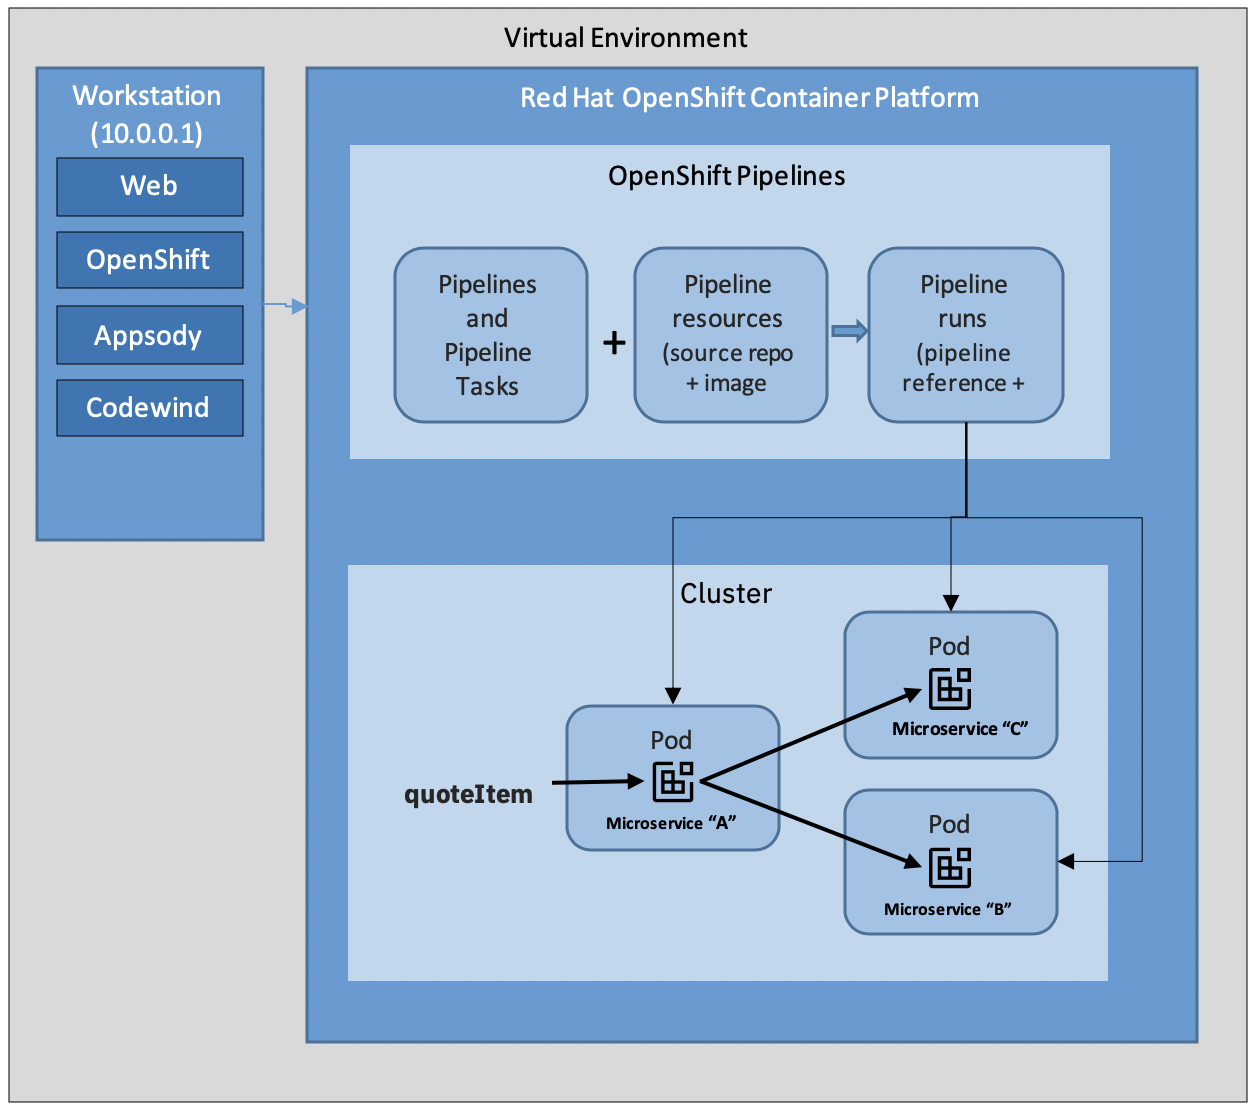 Virtual Environment
Workstation
(10.0.0.1)
Web
OpenShift
Appsody
Codewind
Red Hat OpenShift Container Platform
OpenShift Pipelines
Pipelines
and
Pipeline
Tasks
+
Pipeline
resources
(source repo
+ image
Pipeline
runs
(pipeline
reference +
Cluster
Pod
Microservice “C”
Pod
Microservice “A”
quoteItem
Pod
Microservice “B”